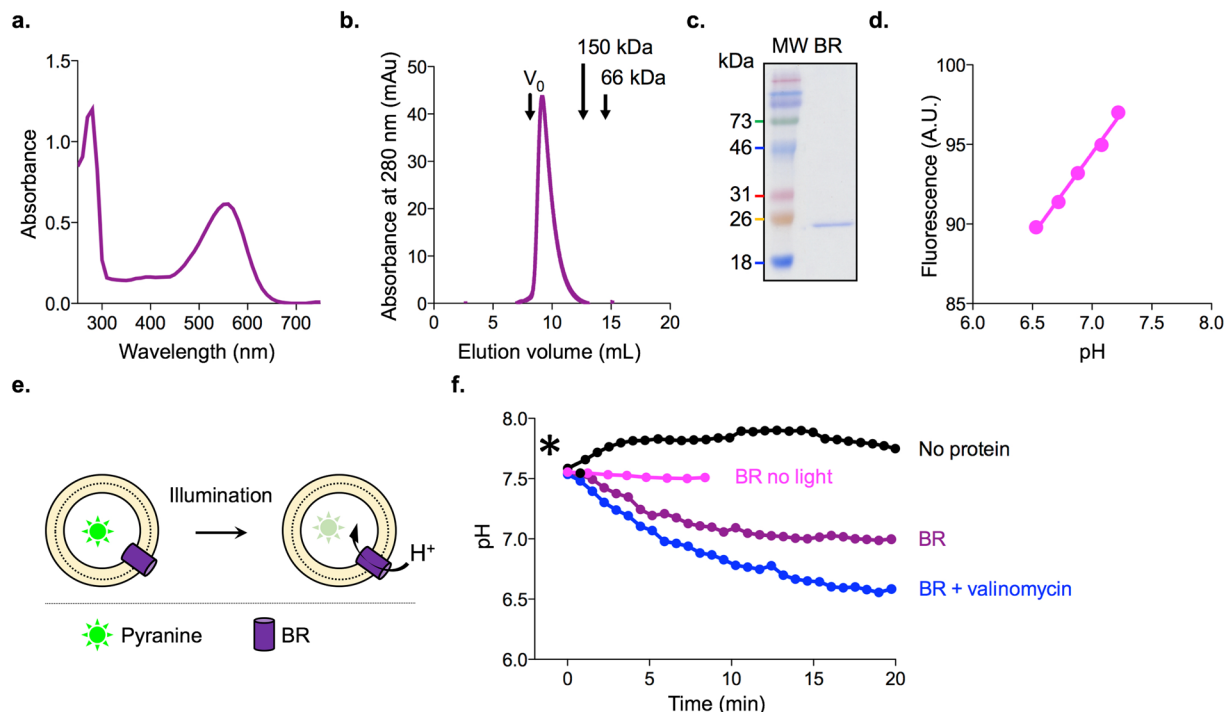 a.
1.5
1.0
0.5
0.0
300 400 500 600 700
Absorbance
Wavelength (nm)
b.
150 kDa
V0
66 kDa
50
40
30
20
10
0
0 5 10 15 20
Absorbance at 280 nm (mAu)
Elution volume (mL)
c.
MW BR
kDa
73
46
31
26
18
d.
100
95
90
85
6.0 6.5 7.0 7.5 8.0
Fluorescence (A.U.)
pH
e.
Illumination
H+
Pyranine
BR
f.
8.0
7.5
7.0
6.5
6.0
*
pH
No protein
BR no light
BR
BR + valinomycin
0 5 10 15 20
Time (min)